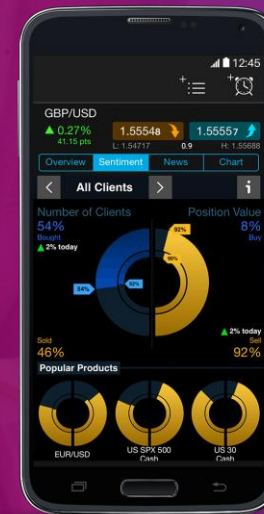 12:45
GBP/USD
0.27%
41.15 pts
1.55548
1.55557
L: 1.54717
0.9
H: 1.55688
Overview Sentiment News Chart
All Clients
Number of Clients
Position Value
54%
8%
Bought
Buy
2% today
92%
90%
54%
52%
2% today
Sold
Sell
46%
92%
Popular Products
EUR/USD
US SPX 500
Cash
US 30
Cash